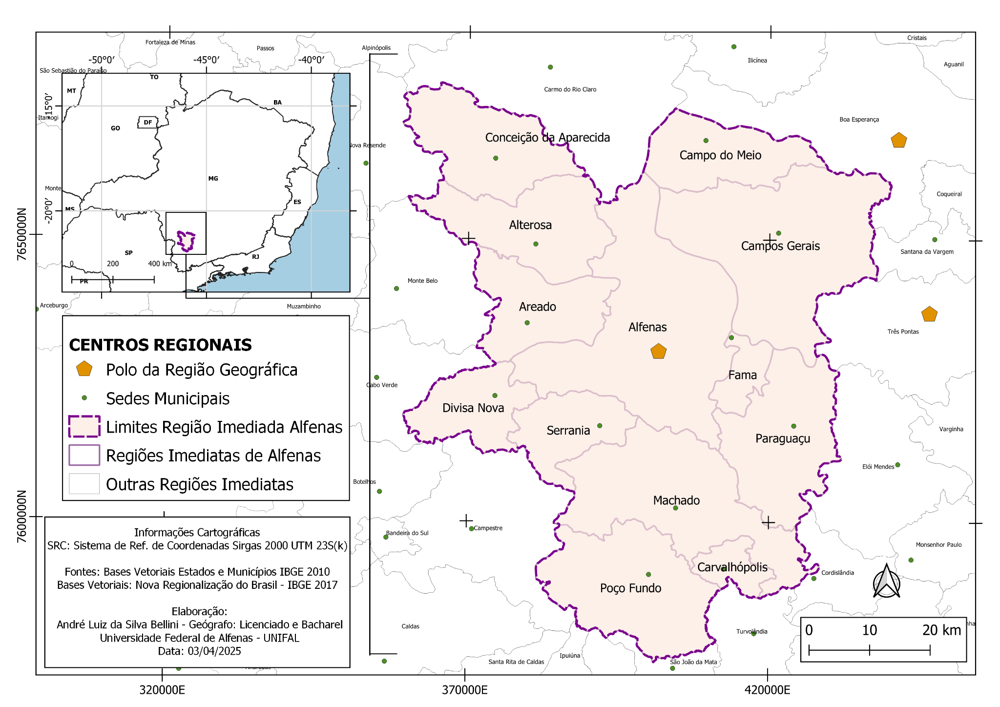 Fortaleza de Minas
Passos
Alpinópolis
Cristais
Ilicínea
Aguanil
São Sebastião do Paraíso
Carmo do Rio Claro
Itamogi
Boa Esperança
Nova Resende
Monte
Coqueiral
Santana da Vargem
Monte Belo
Arceburgo
Muzambinho
Três Pontas
Cabo Verde
Varginha
Elói Mendes
Botelhos
Campestre
Bandeira do Sul
Monsenhor Paulo
Cordislândia
Caldas
Turvolândia
Ipuiúna
Santa Rita de Caldas
São João da Mata
Conceição da Aparecida
Campo do Meio
Alterosa
Campos Gerais
Areado
Alfenas
Fama
Divisa Nova
Serrania
Paraguaçu
Machado
Carvalhópolis
Poço Fundo
-50°0′
-45°0′
-40°0′
-15°0′
-20°0′
TO
MT
BA
DF
GO
MG
ES
MS
SP
RJ
PR
0 200 400 km
CENTROS REGIONAIS
Polo da Região Geográfica
Sedes Municipais
Limites Região Imediada Alfenas
Regiões Imediatas de Alfenas
Outras Regiões Imediatas
Informações Cartográficas
SRC: Sistema de Ref. de Coordenadas Sirgas 2000 UTM 23S(k)
Fontes: Bases Vetoriais Estados e Municípios IBGE 2010
Bases Vetoriais: Nova Regionalização do Brasil - IBGE 2017
Elaboração:
André Luiz da Silva Bellini - Geógrafo: Licenciado e Bacharel
Universidade Federal de Alfenas - UNIFAL
Data: 03/04/2025
0 10 20 km
7650000N
7600000N
320000E
370000E
420000E